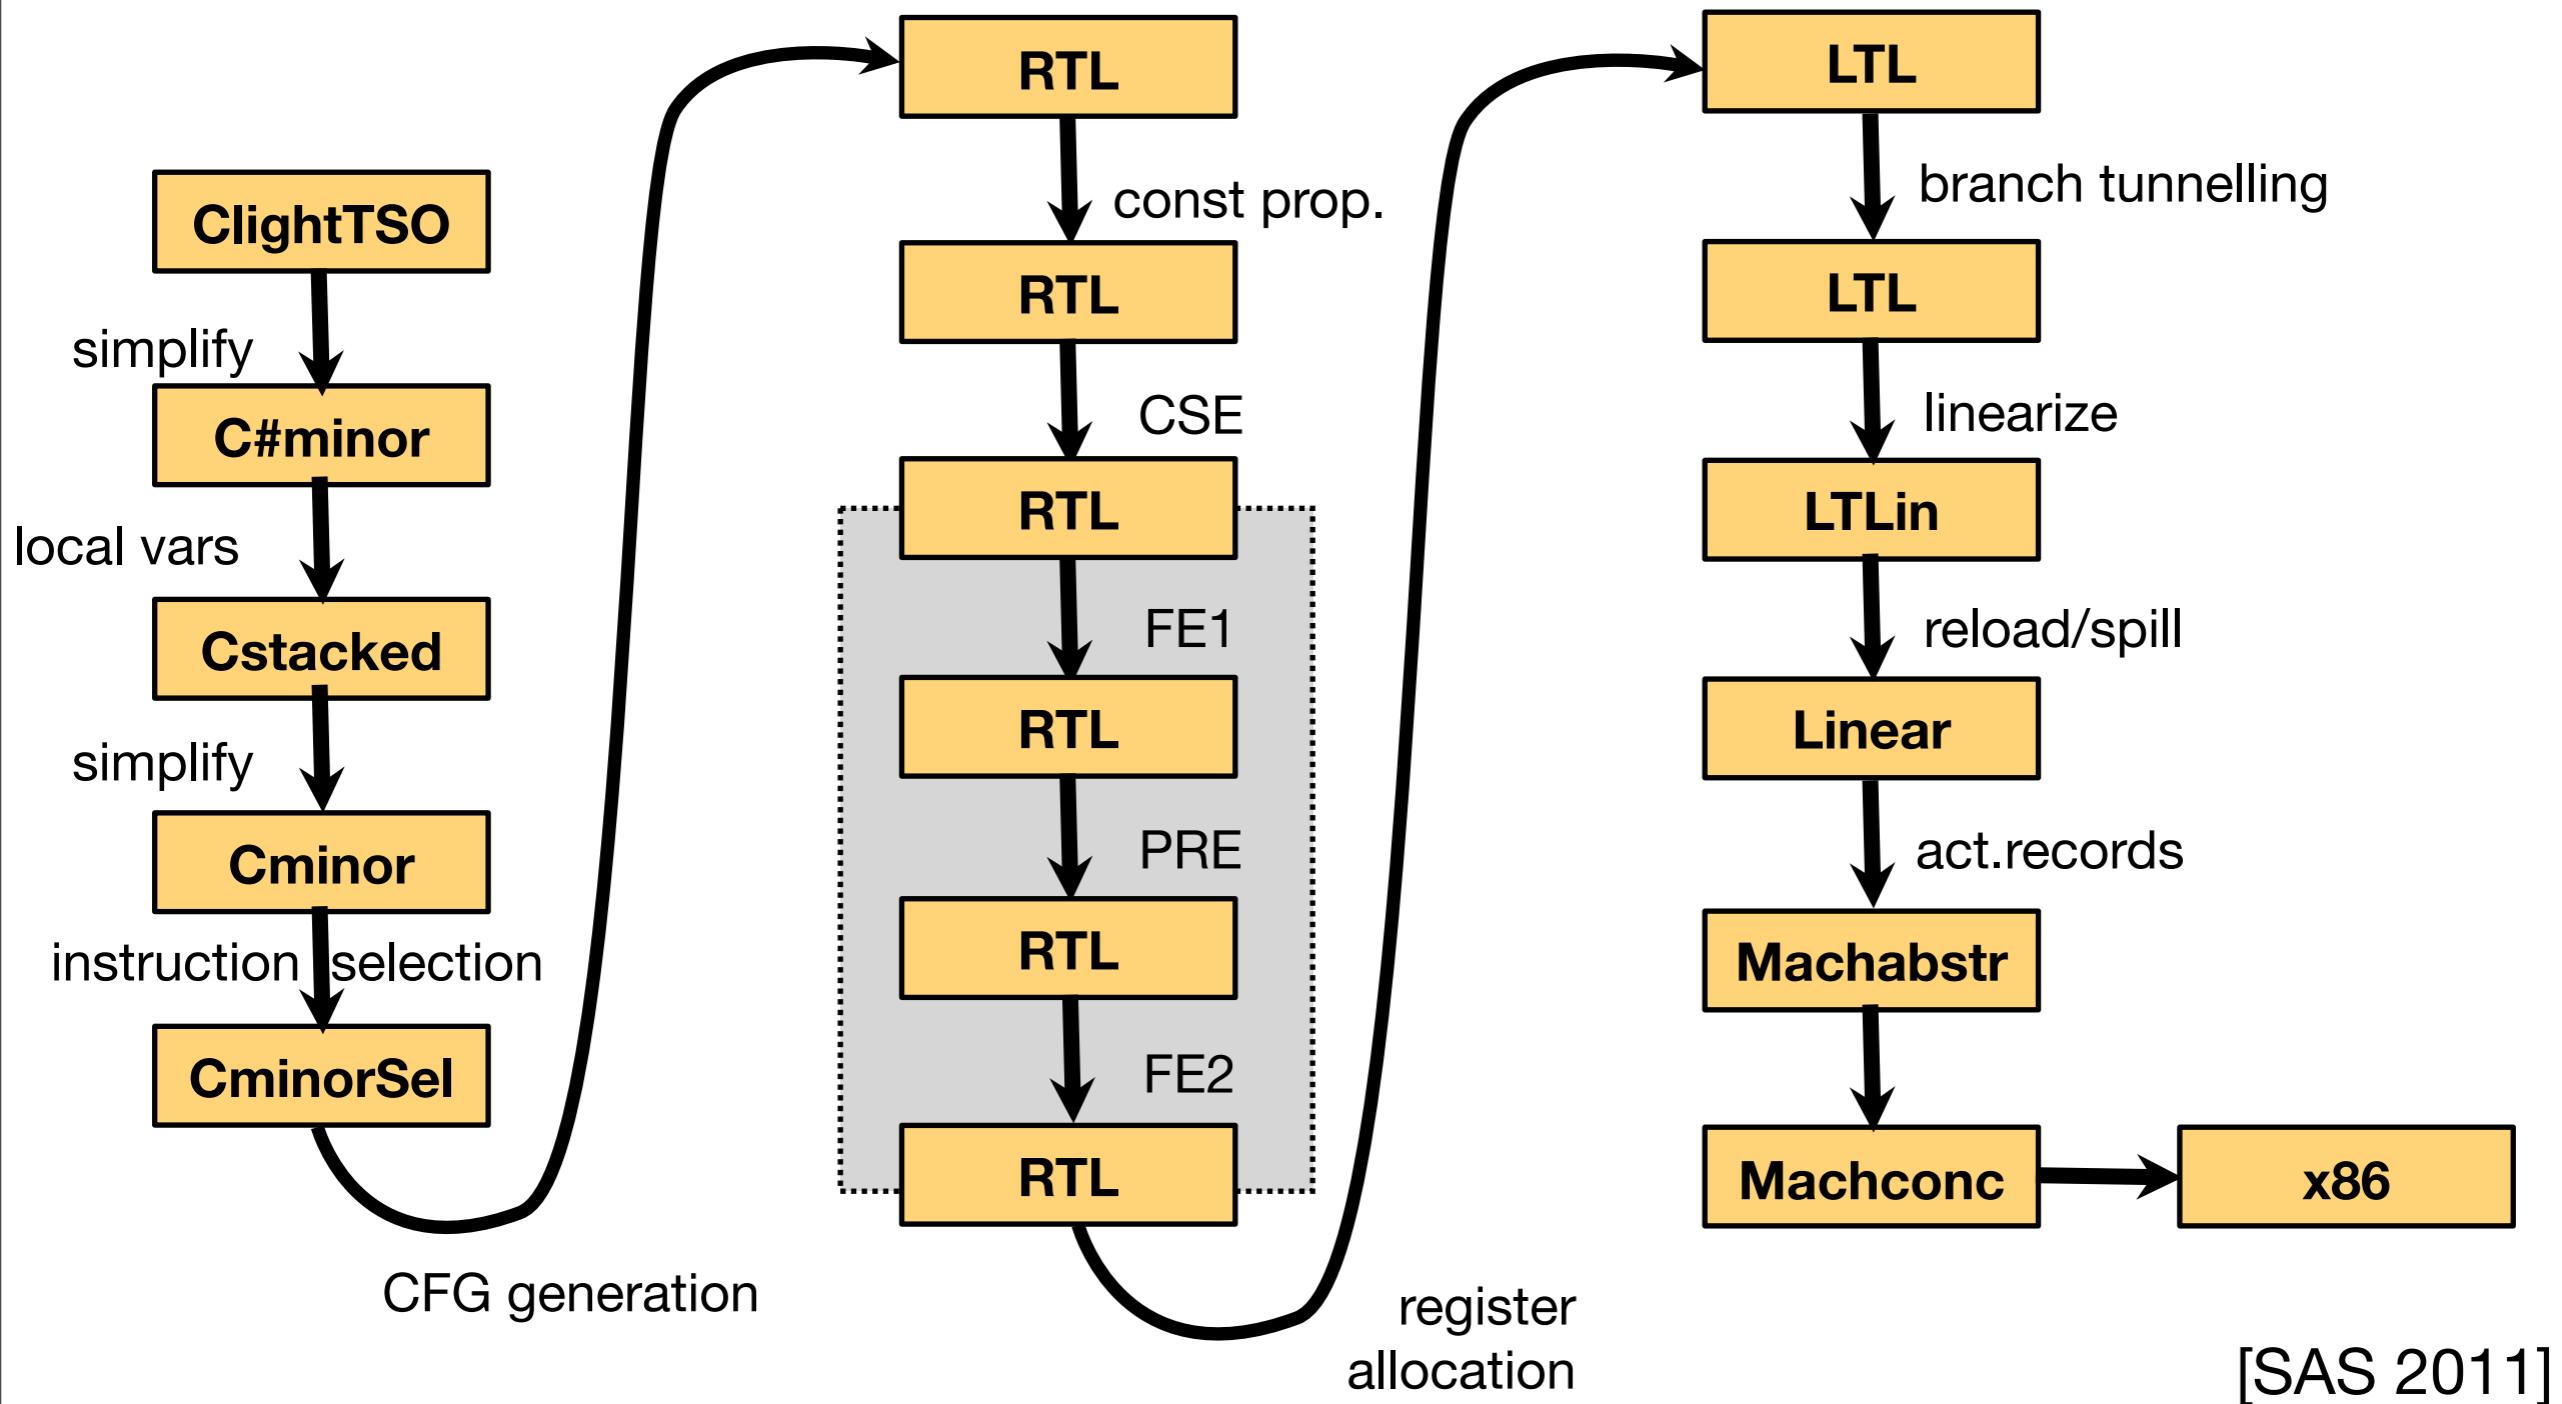 ClightTSO
simplify
C#minor
local vars
Cstacked
simplify
Cminor
instruction selection
CminorSel
CFG generation
RTL
const prop.
RTL
CSE
RTL
FE1
RTL
PRE
RTL
FE2
RTL
register
allocation
LTL
branch tunnelling
LTL
linearize
LTLin
reload/spill
Linear
act.records
Machabstr
Machconc
x86
[SAS 2011]